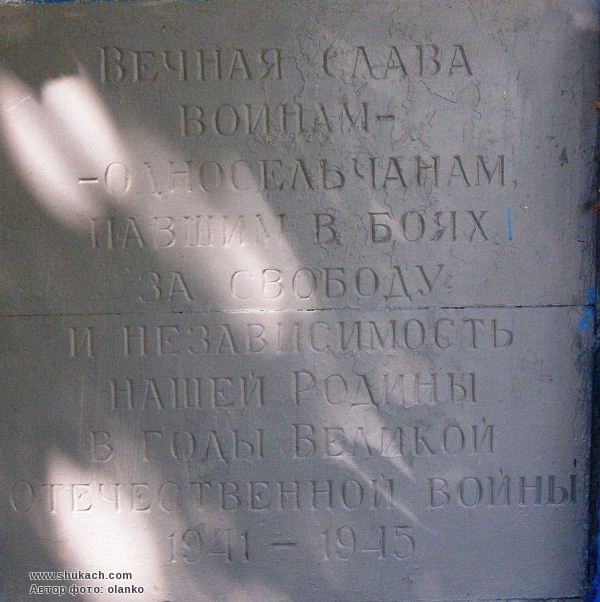 Вечная слава
воинам-
-односельчанам,
павшим в боях
за свободу
и независимость
нашей Родины
в годы Великой
Отечественной войны
1941 – 1945
www.shukach.com
Автор фото: olanko